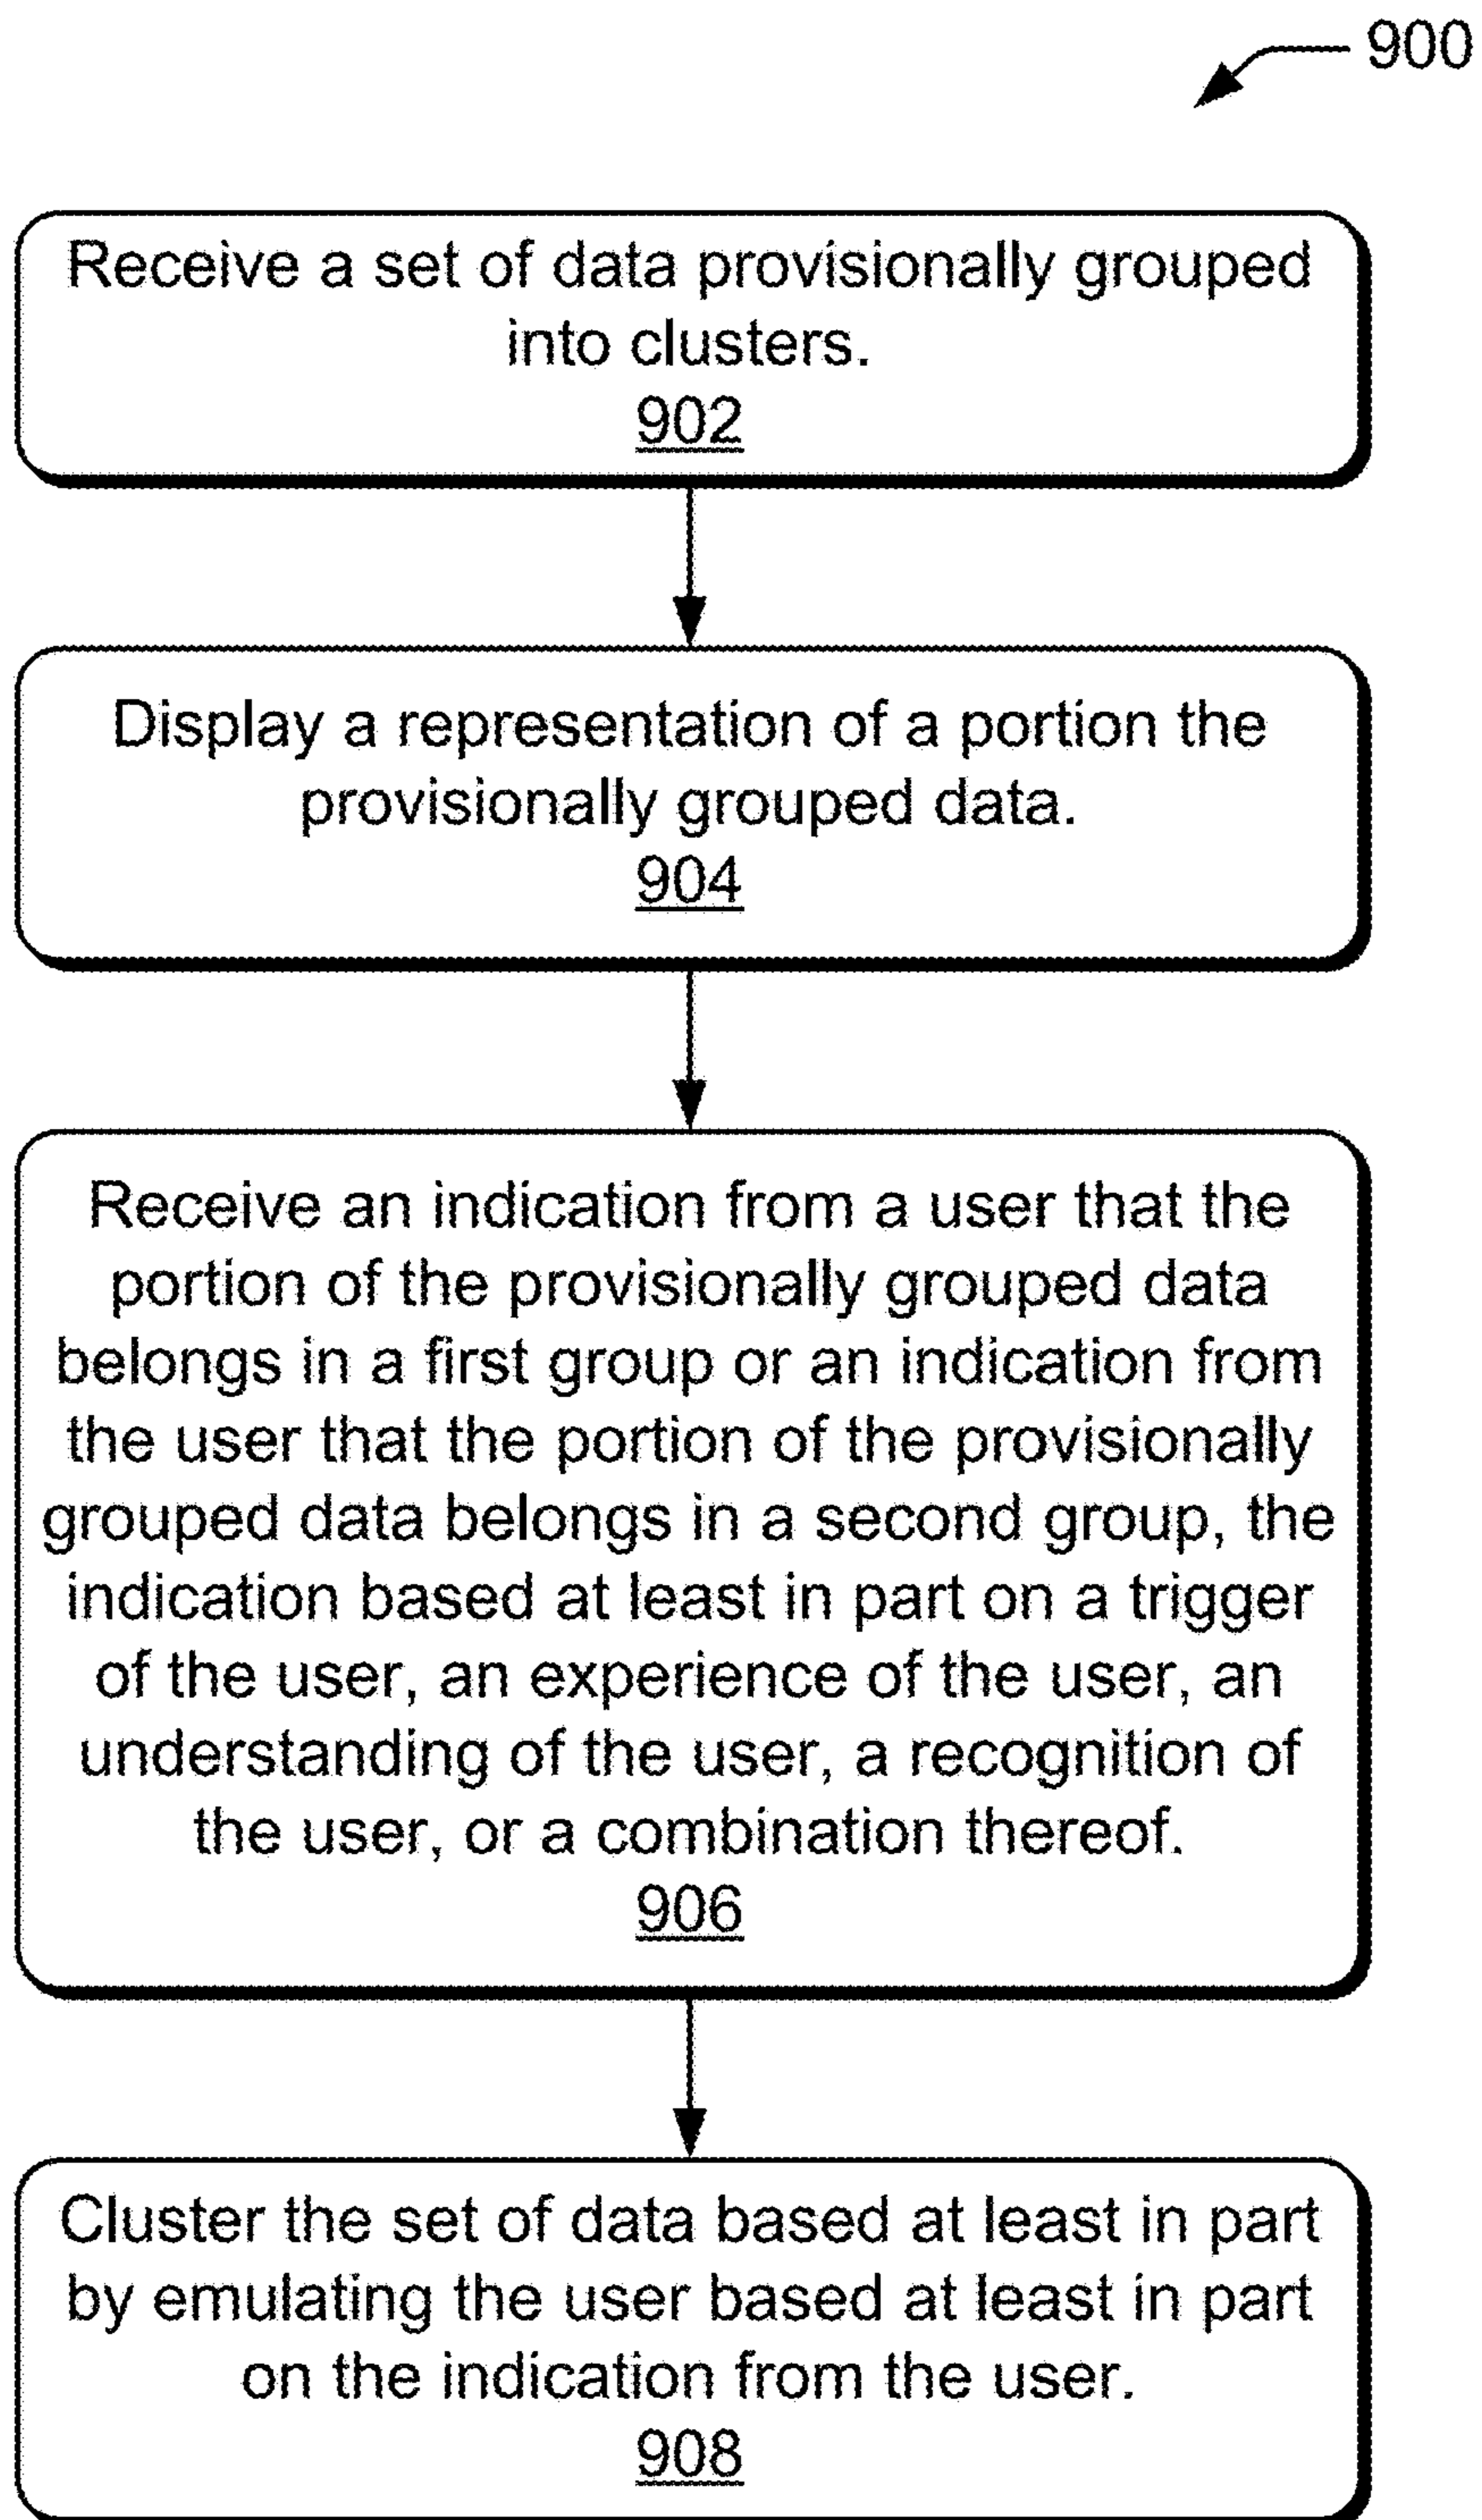 900
Receive a set of data provisionally grouped
into clusters.
902
Display a representation of a portion the
provisionally grouped data.
904
Receive an indication from a user that the
portion of the provisionally grouped data
belongs in a first group or an indication from
the user that the portion of the provisionally
grouped data belongs in a second group, the
indication based at least in part on a trigger
of the user, an experience of the user, an
understanding of the user, a recognition of
the user, or a combination thereof.
906
Cluster the set of data based at least in part
by emulating the user based at least in part
on the indication from the user.
908